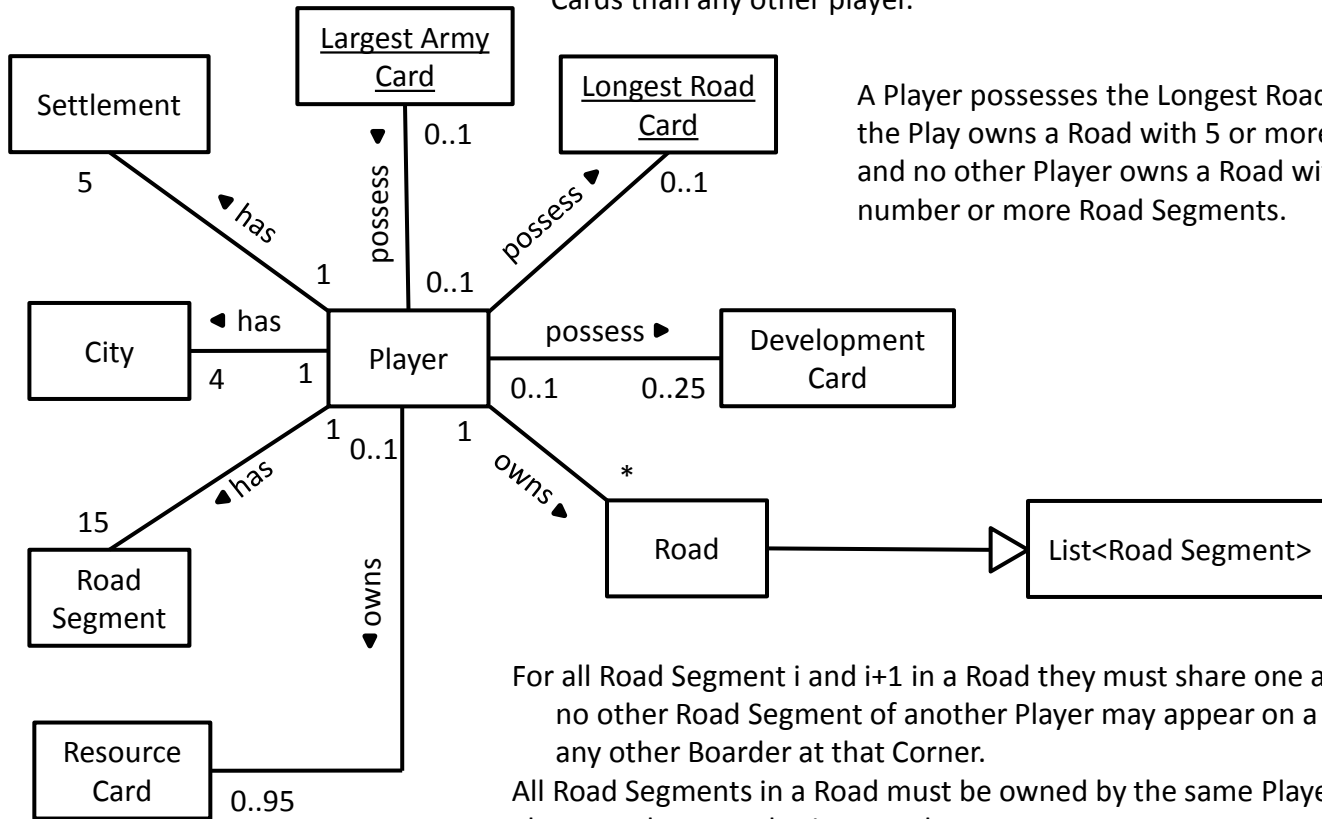 Cards than any other player.
Largest Army
Card
Settlement
Longest Road
Card
A Player possesses the Longest Road
the Play owns a Road with 5 or more
and no other Player owns a Road wi
number or more Road Segments.
0..1
5
0..1
◀ has
possess ▶
possess ▶
1
0..1
◀ has
City
4
1
Player
possess ▶
0..1
0..25
Development
Card
1
0..1
1
◀ has
owns ▶
*
15
Road
Segment
owns ▶
Road
List<Road Segment>
For all Road Segment i and i+1 in a Road they must share one a
no other Road Segment of another Player may appear on a
any other Boarder at that Corner.
All Road Segments in a Road must be owned by the same Playe
Resource
Card
0..95